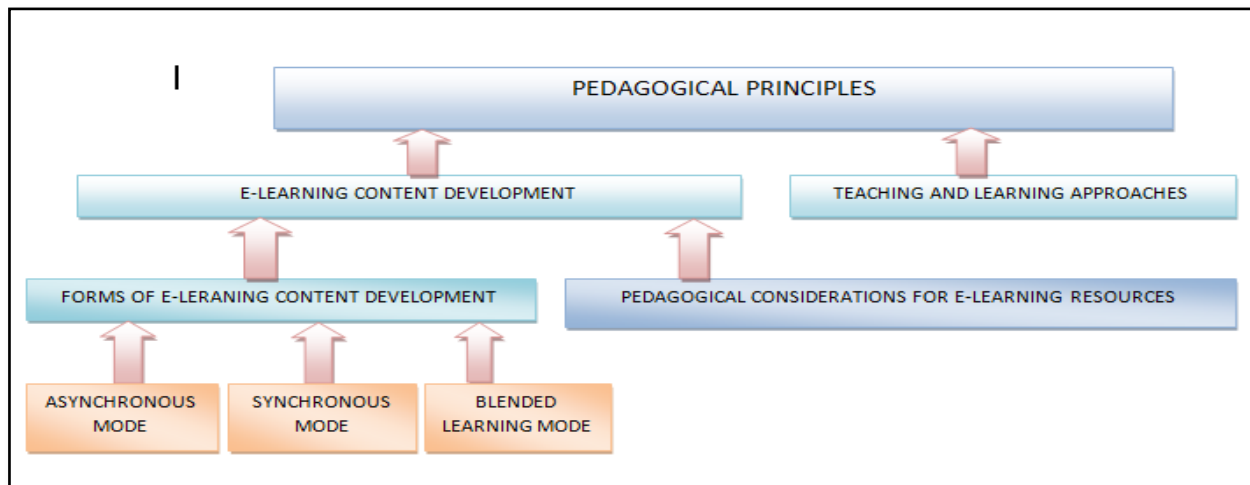 I
PEDAGOGICAL PRINCIPLES
E-LEARNING CONTENT DEVELOPMENT
TEACHING AND LEARNING APPROACHES
FORMS OF E-LERANING CONTENT DEVELOPMENT
PEDAGOGICAL CONSIDERATIONS FOR E-LEARNING RESOURCES
ASYNCHRONOUS
MODE
SYNCHRONOUS
MODE
BLENDED
LEARNING MODE